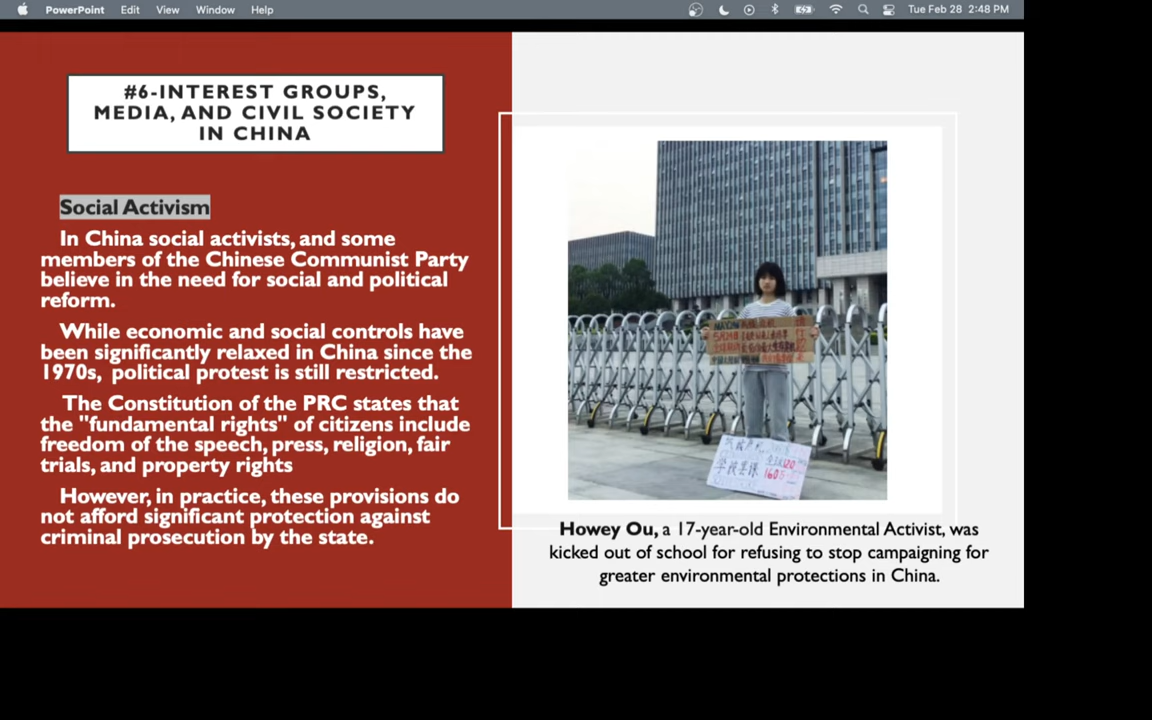 PowerPoint Edit View Window Help Tue Feb 28 2:48 PM
#6-INTEREST GROUPS,
MEDIA, AND CIVIL SOCIETY
IN CHINA
Social Activism
In China social activists, and some
members of the Chinese Communist Party
believe in the need for social and political
reform.
While economic and social controls have
been significantly relaxed in China since the
1970s, political protest is still restricted.
The Constitution of the PRC states that
the "fundamental rights" of citizens include
freedom of the speech, press, religion, fair
trials, and property rights
However, in practice, these provisions do
not afford significant protection against
criminal prosecution by the state.
学校罢课
Howey Ou, a 17-year-old Environmental Activist, was
kicked out of school for refusing to stop campaigning for
greater environmental protections in China.